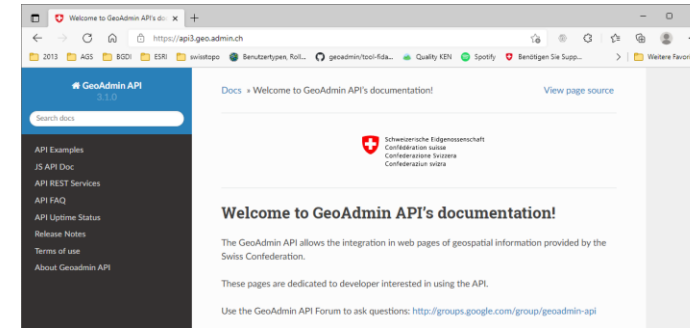 Welcome to GeoAdmin API's do
https://api3.geo.admin.ch
2013 AGS BGDI ESRI swisstopo Benutzertypen, Roll... geoadmin/tool-fida... Quality KEN Spotify Benötigen Sie Supp... Weitere Favori
GeoAdmin API
3.1.0
Search docs
API Examples
JS API Doc
API REST Services
API FAQ
API Uptime Status
Release Notes
Terms of use
About Geoadmin API
Docs » Welcome to GeoAdmin API's documentation! View page source
Schweizerische Eidgenossenschaft
Confédération suisse
Confederazione Svizzera
Confederaziun svizra
Welcome to GeoAdmin API's documentation!
The GeoAdmin API allows the integration in web pages of geospatial information provided by the
Swiss Confederation.
These pages are dedicated to developer interested in using the API.
Use the GeoAdmin API Forum to ask questions: http://groups.google.com/group/geoadmin-api